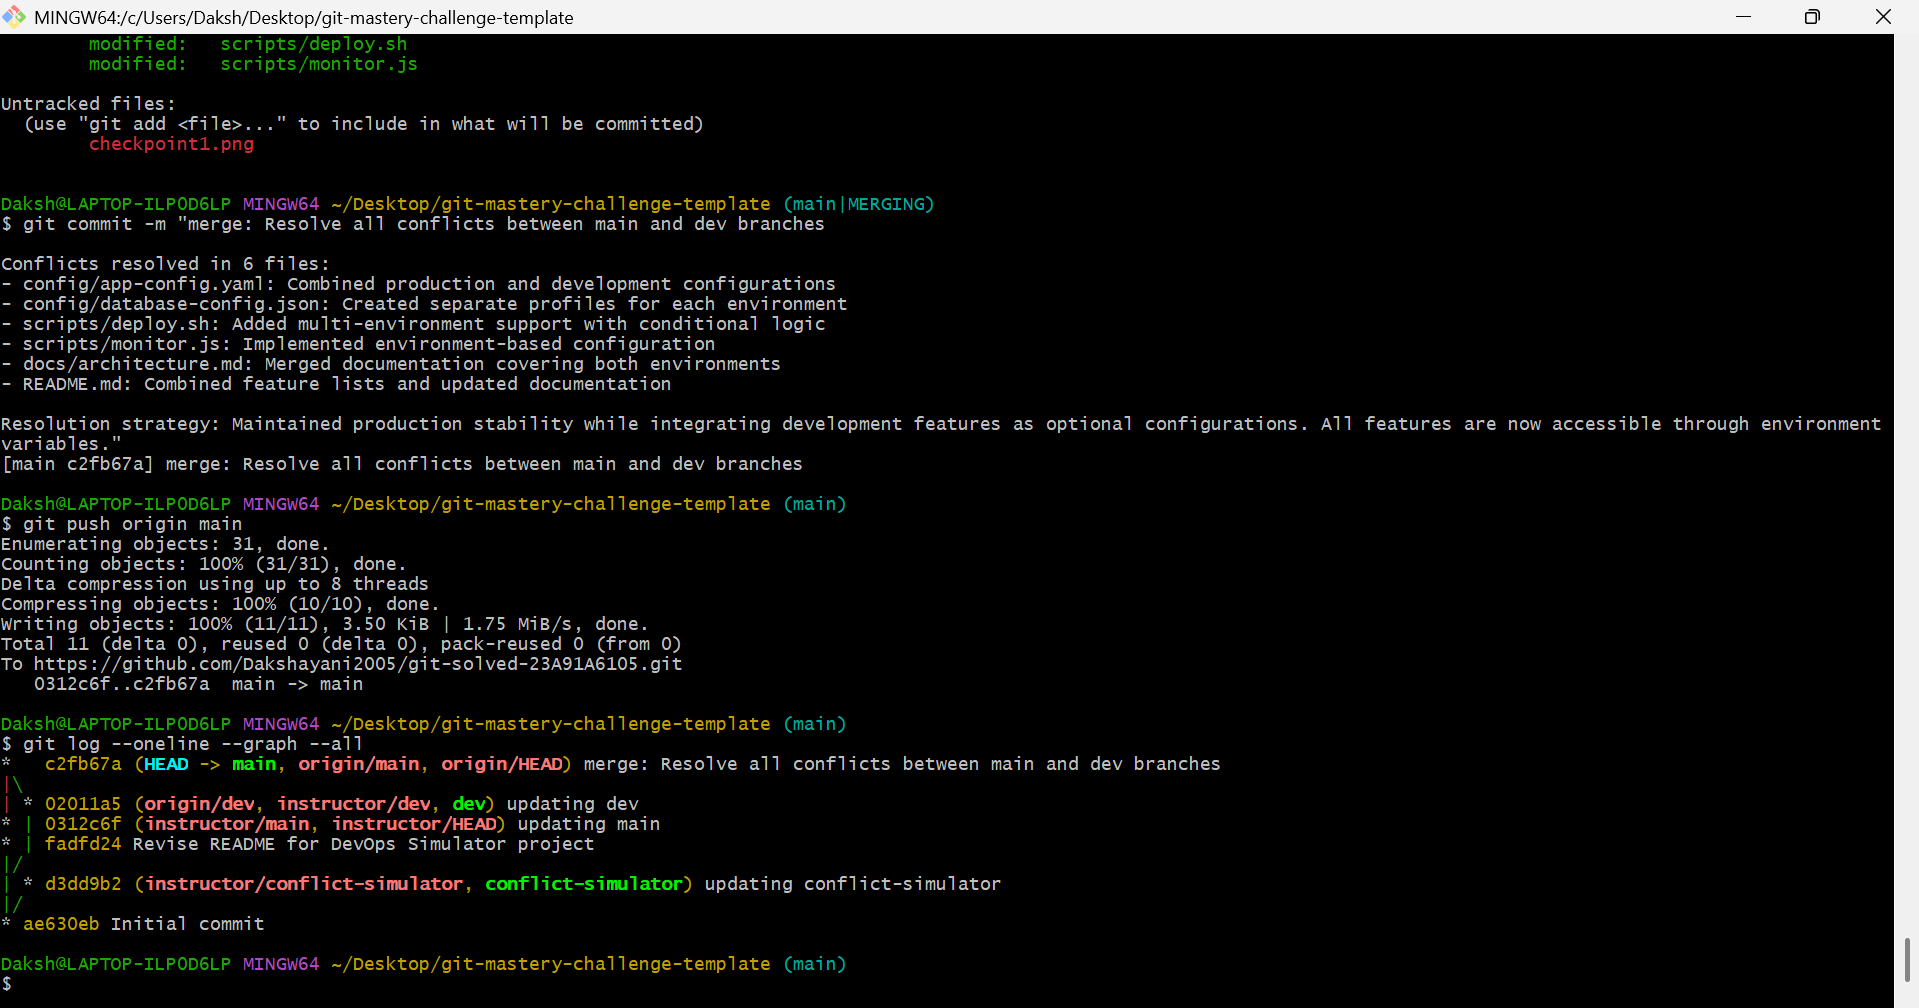 MINGW64:/c/Users/Daksh/Desktop/git-mastery-challenge-template
        modified:   scripts/deploy.sh
        modified:   scripts/monitor.js

Untracked files:
  (use "git add <file>..." to include in what will be committed)
        checkpoint1.png

Daksh@LAPTOP-ILPOD6LP MINGW64 ~/Desktop/git-mastery-challenge-template (main|MERGING)
$ git commit -m "merge: Resolve all conflicts between main and dev branches

Conflicts resolved in 6 files:
- config/app-config.yaml: Combined production and development configurations
- config/database-config.json: Created separate profiles for each environment
- scripts/deploy.sh: Added multi-environment support with conditional logic
- scripts/monitor.js: Implemented environment-based configuration
- docs/architecture.md: Merged documentation covering both environments
- README.md: Combined feature lists and updated documentation

Resolution strategy: Maintained production stability while integrating development features as optional configurations. All features are now accessible through environment
variables."
[main c2fb67a] merge: Resolve all conflicts between main and dev branches

Daksh@LAPTOP-ILPOD6LP MINGW64 ~/Desktop/git-mastery-challenge-template (main)
$ git push origin main
Enumerating objects: 31, done.
Counting objects: 100% (31/31), done.
Delta compression using up to 8 threads
Compressing objects: 100% (10/10), done.
Writing objects: 100% (11/11), 3.50 KiB | 1.75 MiB/s, done.
Total 11 (delta 0), reused 0 (delta 0), pack-reused 0 (from 0)
To https://github.com/Dakshayani2005/git-solved-23A91A6105.git
   0312c6f..c2fb67a  main -> main

Daksh@LAPTOP-ILPOD6LP MINGW64 ~/Desktop/git-mastery-challenge-template (main)
$ git log --oneline --graph --all
*   c2fb67a (HEAD -> main, origin/main, origin/HEAD) merge: Resolve all conflicts between main and dev branches
|\
| * 02011a5 (origin/dev, instructor/dev, dev) updating dev
* | 0312c6f (instructor/main, instructor/HEAD) updating main
* | fadfd24 Revise README for DevOps Simulator project
|/
| * d3dd9b2 (instructor/conflict-simulator, conflict-simulator) updating conflict-simulator
|/
* ae630eb Initial commit

Daksh@LAPTOP-ILPOD6LP MINGW64 ~/Desktop/git-mastery-challenge-template (main)
$